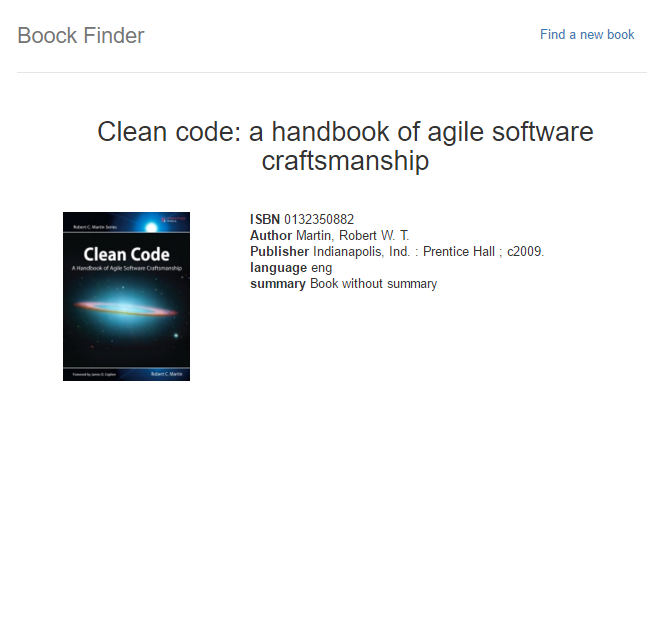 Boock Finder
Find a new book
Clean code: a handbook of agile software
craftsmanship
Robert C. Martin Series
Clean Code
A Handbook of Agile Software Craftsmanship
Foreword by James O. Coplien
Robert C. Martin
ISBN 0132350882
Author Martin, Robert W. T.
Publisher Indianapolis, Ind. : Prentice Hall ; c2009.
language eng
summary Book without summary